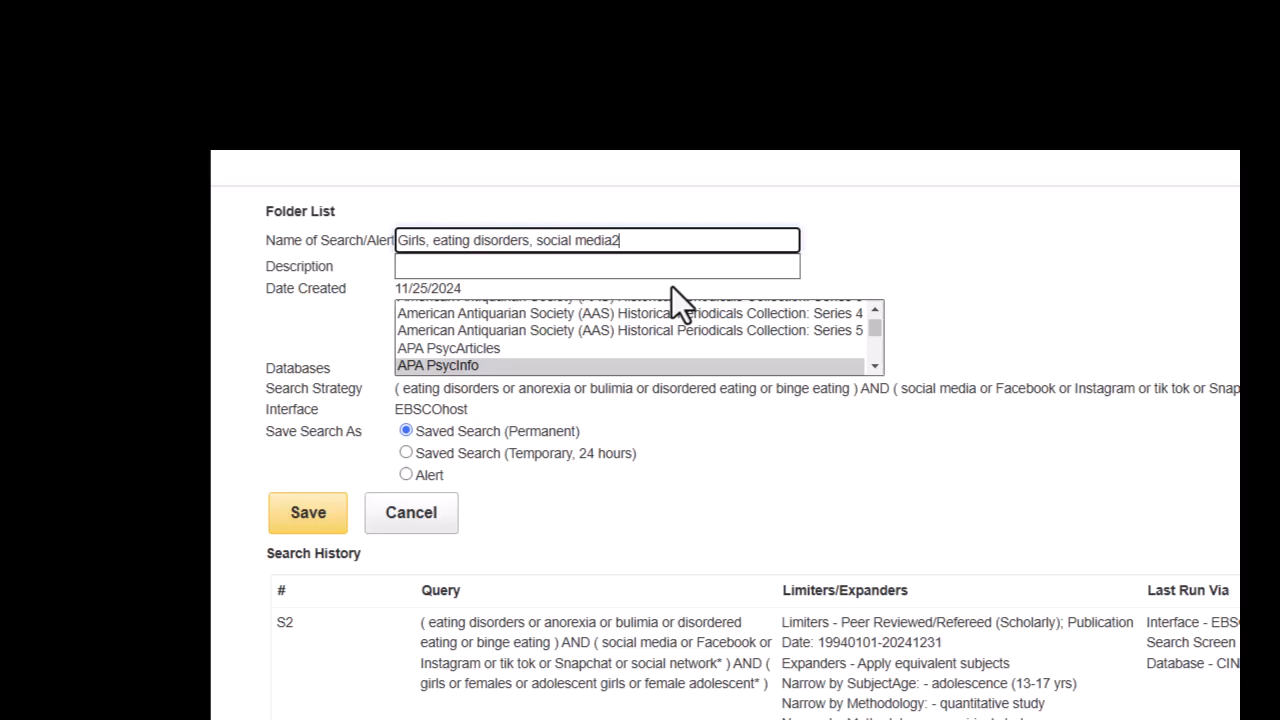 Folder List
Name of Search/Alert Girls, eating disorders, social media2
Description
Date Created 11/25/2024
American Antiquarian Society (AAS) Historical Periodicals Collection: Series 4
American Antiquarian Society (AAS) Historical Periodicals Collection: Series 5
APA PsycArticles
Databases APA PsycInfo
Search Strategy ( eating disorders or anorexia or bulimia or disordered eating or binge eating ) AND ( social media or Facebook or Instagram or tik tok or Snap
Interface EBSCOhost
Save Search As Saved Search (Permanent)
Saved Search (Temporary, 24 hours)
Alert
Save Cancel
Search History
# Query Limiters/Expanders Last Run Via
S2 ( eating disorders or anorexia or bulimia or disordered Limiters - Peer Reviewed/Refereed (Scholarly); Publication Interface - EBS
eating or binge eating ) AND ( social media or Facebook or Date: 19940101-20241231 Search Screen
Instagram or tik tok or Snapchat or social network* ) AND ( Expanders - Apply equivalent subjects Database - CIN
girls or females or adolescent girls or female adolescent* ) Narrow by SubjectAge: - adolescence (13-17 yrs)
Narrow by Methodology: - quantitative study